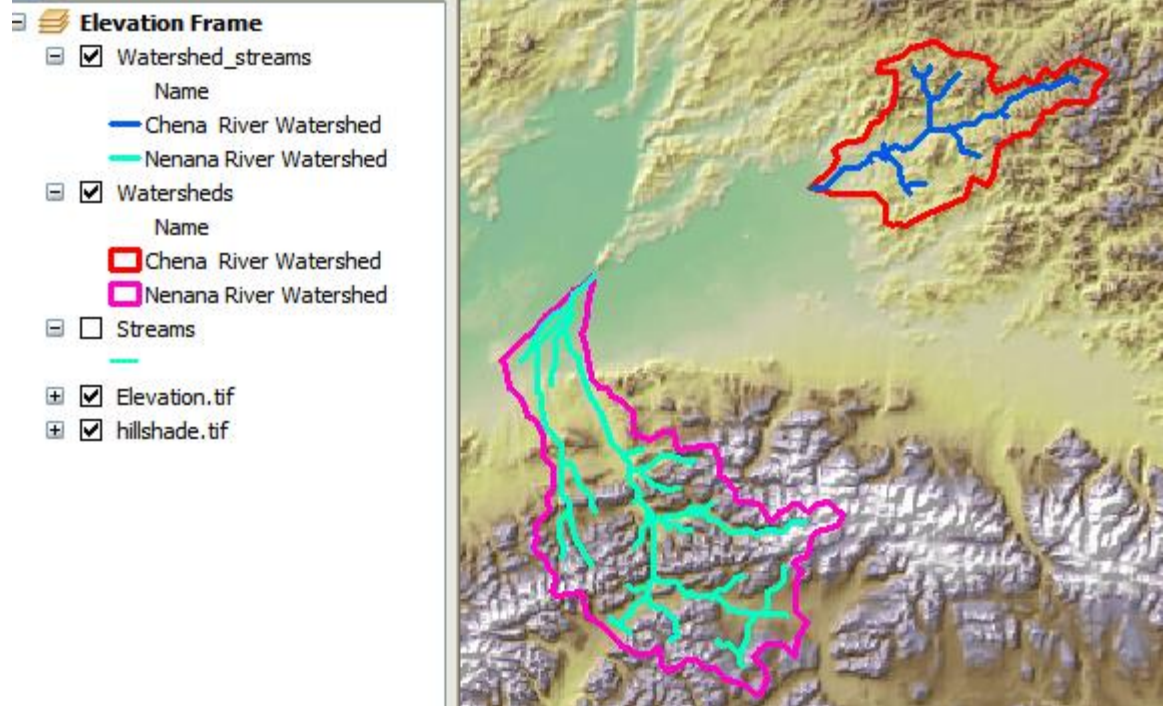 Elevation Frame
Watershed_streams
Name
Chena River Watershed
Nenana River Watershed
Watersheds
Name
Chena River Watershed
Nenana River Watershed
Streams
Elevation.tif
hillshade.tif